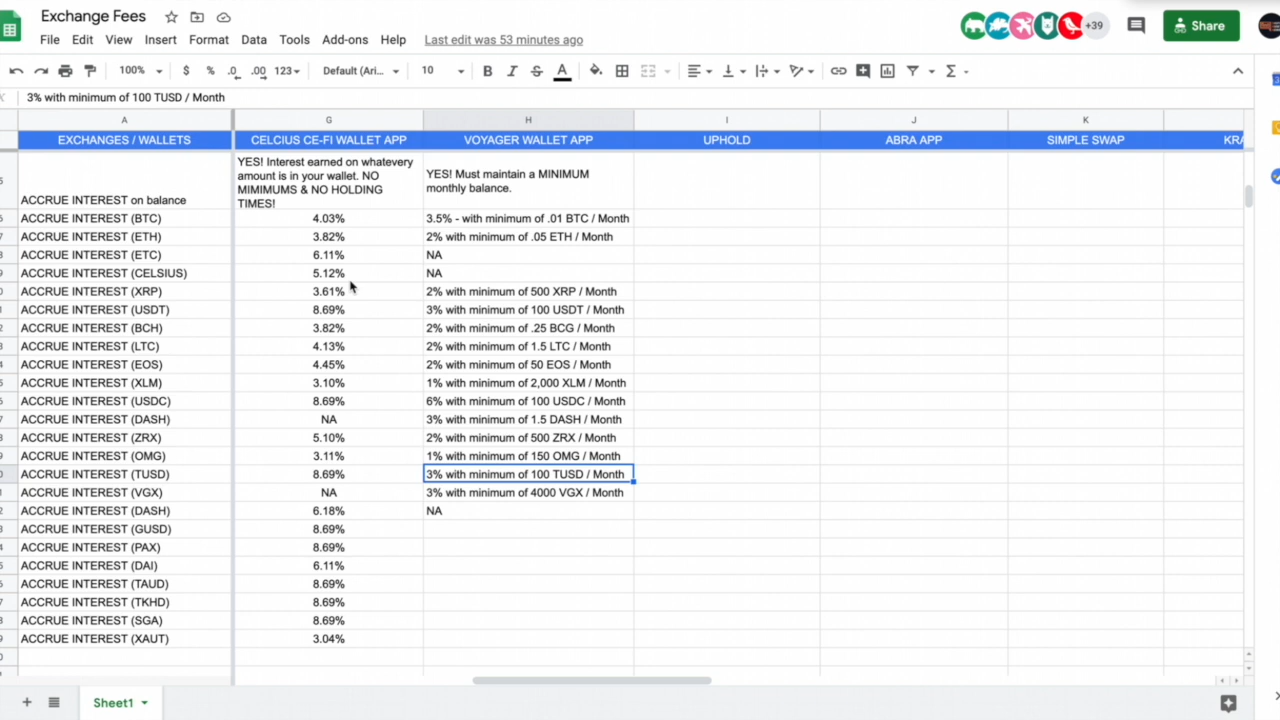 Exchange Fees
File Edit View Insert Format Data Tools Add-ons Help Last edit was 53 minutes ago
+39
Share
100% $ % .0 .00 123 Default (Ari... 10 B I S A
3% with minimum of 100 TUSD / Month
A G H I J K
EXCHANGES / WALLETS CELCIUS CE-FI WALLET APP VOYAGER WALLET APP UPHOLD ABRA APP SIMPLE SWAP KRA
ACCRUE INTEREST on balance
YES! Interest earned on whatevery
amount is in your wallet. NO
MIMIMUMS & NO HOLDING
TIMES!
YES! Must maintain a MINIMUM
monthly balance.
ACCRUE INTEREST (BTC) 4.03% 3.5% - with minimum of .01 BTC / Month
ACCRUE INTEREST (ETH) 3.82% 2% with minimum of .05 ETH / Month
ACCRUE INTEREST (ETC) 6.11% NA
ACCRUE INTEREST (CELSIUS) 5.12% NA
ACCRUE INTEREST (XRP) 3.61% 2% with minimum of 500 XRP / Month
ACCRUE INTEREST (USDT) 8.69% 3% with minimum of 100 USDT / Month
ACCRUE INTEREST (BCH) 3.82% 2% with minimum of .25 BCG / Month
ACCRUE INTEREST (LTC) 4.13% 2% with minimum of 1.5 LTC / Month
ACCRUE INTEREST (EOS) 4.45% 2% with minimum of 50 EOS / Month
ACCRUE INTEREST (XLM) 3.10% 1% with minimum of 2,000 XLM / Month
ACCRUE INTEREST (USDC) 8.69% 6% with minimum of 100 USDC / Month
ACCRUE INTEREST (DASH) NA 3% with minimum of 1.5 DASH / Month
ACCRUE INTEREST (ZRX) 5.10% 2% with minimum of 500 ZRX / Month
ACCRUE INTEREST (OMG) 3.11% 1% with minimum of 150 OMG / Month
ACCRUE INTEREST (TUSD) 8.69% 3% with minimum of 100 TUSD / Month
ACCRUE INTEREST (VGX) NA 3% with minimum of 4000 VGX / Month
ACCRUE INTEREST (DASH) 6.18% NA
ACCRUE INTEREST (GUSD) 8.69%
ACCRUE INTEREST (PAX) 8.69%
ACCRUE INTEREST (DAI) 6.11%
ACCRUE INTEREST (TAUD) 8.69%
ACCRUE INTEREST (TKHD) 8.69%
ACCRUE INTEREST (SGA) 8.69%
ACCRUE INTEREST (XAUT) 3.04%
Sheet1